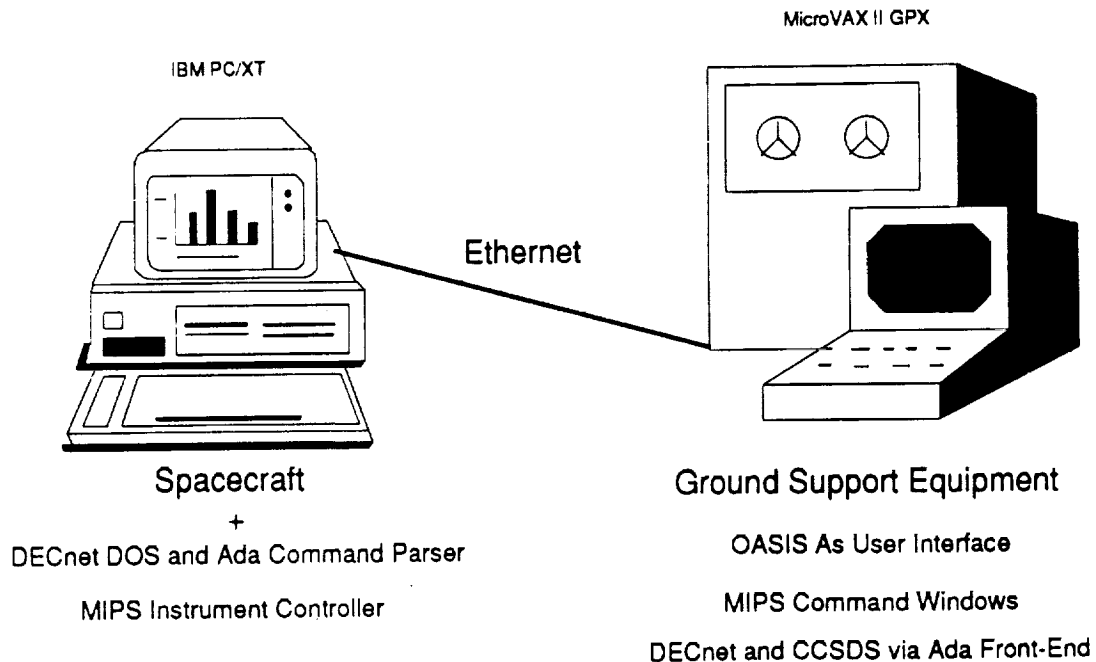 MicroVAX II GPX
IBM PC/XT
Ethernet
Spacecraft
+
DECnet DOS and Ada Command Parser
MIPS Instrument Controller
Ground Support Equipment
OASIS As User Interface
MIPS Command Windows
DECnet and CCSDS via Ada Front-End